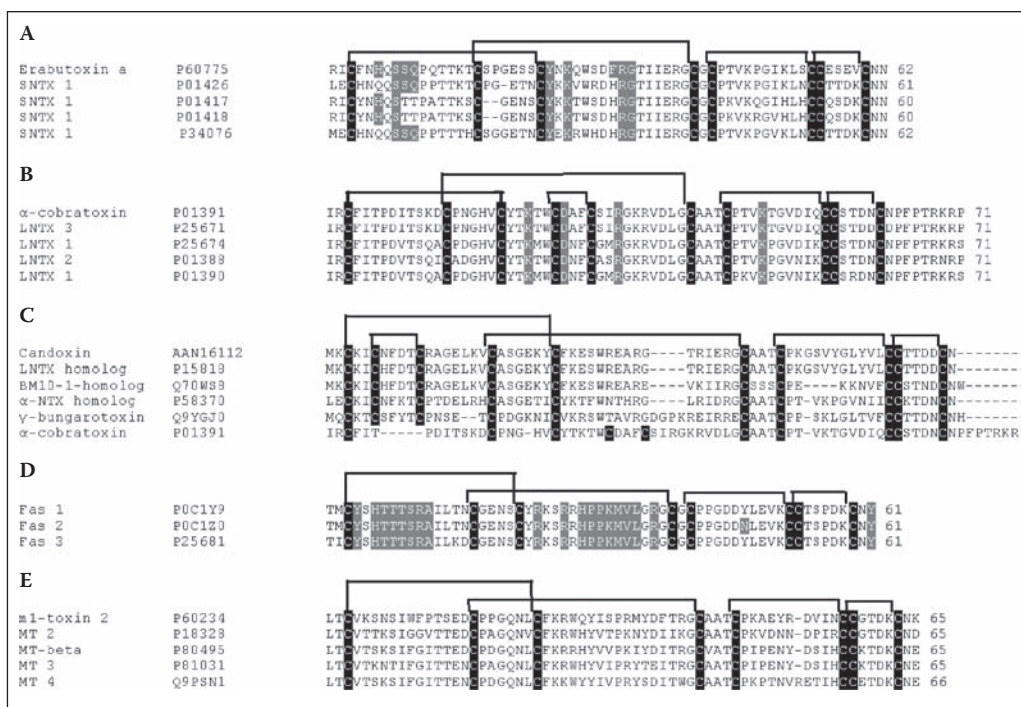 A
Erabutoxin a P60775 RICFNHQSSQPQTTKTCSPGESSCYNKQWSDFRGTIIERGCGCPTVKPGIKLSCCESEVCNN 62
SNTX 1 P01426 LECHNQQSSQPPTTKTCPG-ETNCYKKVWRDHRGTIIERGCGCPTVKPGIKLNCCTTDKCNN 61
SNTX 1 P01417 RICYNHQSTTPATTKSC--GENSCYKKTWSDHRGTIIERGCGCPKVKQGIHLHCCQSDKCNN 60
SNTX 1 P01418 RICYNHQSTTPATTKSC--GENSCYKKTWSDHRGTIIERGCGCPKVKRGVHLHCCQSDKCNN 60
SNTX 1 P34076 MECHNQQSSQPPTTTHCSGGETNCYEKRWHDHRGTIIERGCGCPTVKPGVKLNCCTTDKCNN 62
B
α-cobratoxin P01391 IRCFITPDITSKDCPNGHVCYTKTWCDAFCSIRGKRVDLGCAATCPTVKTGVDIQCCSTDNCNPFPTRKRP 71
LNTX 3 P25671 IRCFITPDITSKDCPNGHVCYTKTWCDAFCSIRGKRVDLGCAATCPTVKTGVDIQCCSTDDCDPFPTRKRP 71
LNTX 1 P25674 IRCFITPDVTSQACPDGHVCYTKMWCDNFCGMRGKRVDLGCAATCPTVKPGVDIKCCSTDNCNPFPTRKRS 71
LNTX 2 P01388 IRCFITPDVTSQICADGHVCYTKTWCDNFCASRGKRVDLGCAATCPTVKPGVNIKCCSTDNCNPFPTRNRP 71
LNTX 1 P01390 IRCFITPDVTSQACPDGHVCYTKMWCDNFCGMRGKRVDLGCAATCPTVKPGVNIKCCSRDNCNPFPTRKRS 71
C
Candoxin AAN16112 MKCKICNFDTCRAGELKVCASGEKYCFKESWREARG----TRIERGCAATCPKGSVYGLYVLCCTTDDCN-------
LNTX homolog P15818 MKCKICHFDTCRAGELKVCASGEKYCFKESWREARG----TRIERGCAATCPKGSVYGLYVLCCTTDDCN-------
BM10-1-homolog Q70WS8 MKCKICNFDTCRAGELKVCASGEKYCFKESWREARE----VKIIRGCSSSCPE----KKNVFCCSTDNCNW------
α-NTX homolog P58370 LECKICNFKTCPTDELRHCASGETICYKTFWNTHRG----LRIDRGCAATCPT-VKPGVNIICCKTDNCN-------
γ-bungarotoxin Q9YGJ0 MQCKTCSFYTCPNSE--TCPDGKNICVKRSWTAVRGDGPKREIRRECAATCPP-SKLGLTVFCCTTDNCNH------
α-cobratoxin P01391 IRCFIT-----PDITSKDCPNG-HVCYTKTWCDAFCSIRGKRVDLGCAATCPT-VKTGVDIQCCSTDNCNPFPTRKR
D
Fas 1 P0C1Y9 TMCYSHTTTSRAILTNCGENSCYRKSRRHPPKMVLGRGCGCPPGDDYLEVKCCTSPDKCNY 61
Fas 2 P0C1Z0 TMCYSHTTTSRAILTNCGENSCYRKSRRHPPKMVLGRGCGCPPGDDNLEVKCCTSPDKCNY 61
Fas 3 P25681 TICYSHTTTSRAILKDCGENSCYRKSRRHPPKMVLGRGCGCPPGDDYLEVKCCTSPDKCNY 61
E
m1-toxin 2 P60234 LTCVKSNSIWFPTSEDCPPGQNLCFKRWQYISPRMYDFTRGCAATCPKAEYR-DVINCCGTDKCNK 65
MT 2 P18328 LTCVTTKSIGGVTTEDCPAGQNVCFKRWHYVTPKNYDIIKGCAATCPKVDNN-DPIRCCGTDKCND 65
MT-beta P80495 LTCVTSKSIFGITTENCPDGQNLCFKRRHYVVPKIYDITRGCVATCPIPENY-DSIHCCKTDKCNE 65
MT 3 P81031 LTCVTKNTIFGITTENCPAGQNLCFKRWHYVIPRYTEITRGCAATCPIPENY-DSIHCCKTDKCNE 65
MT 4 Q9PSN1 LTCVTSKSIFGITTENCPDGQNLCFKKWYYIVPRYSDITWGCAATCPKPTNVRETIHCCETDKCNE 66